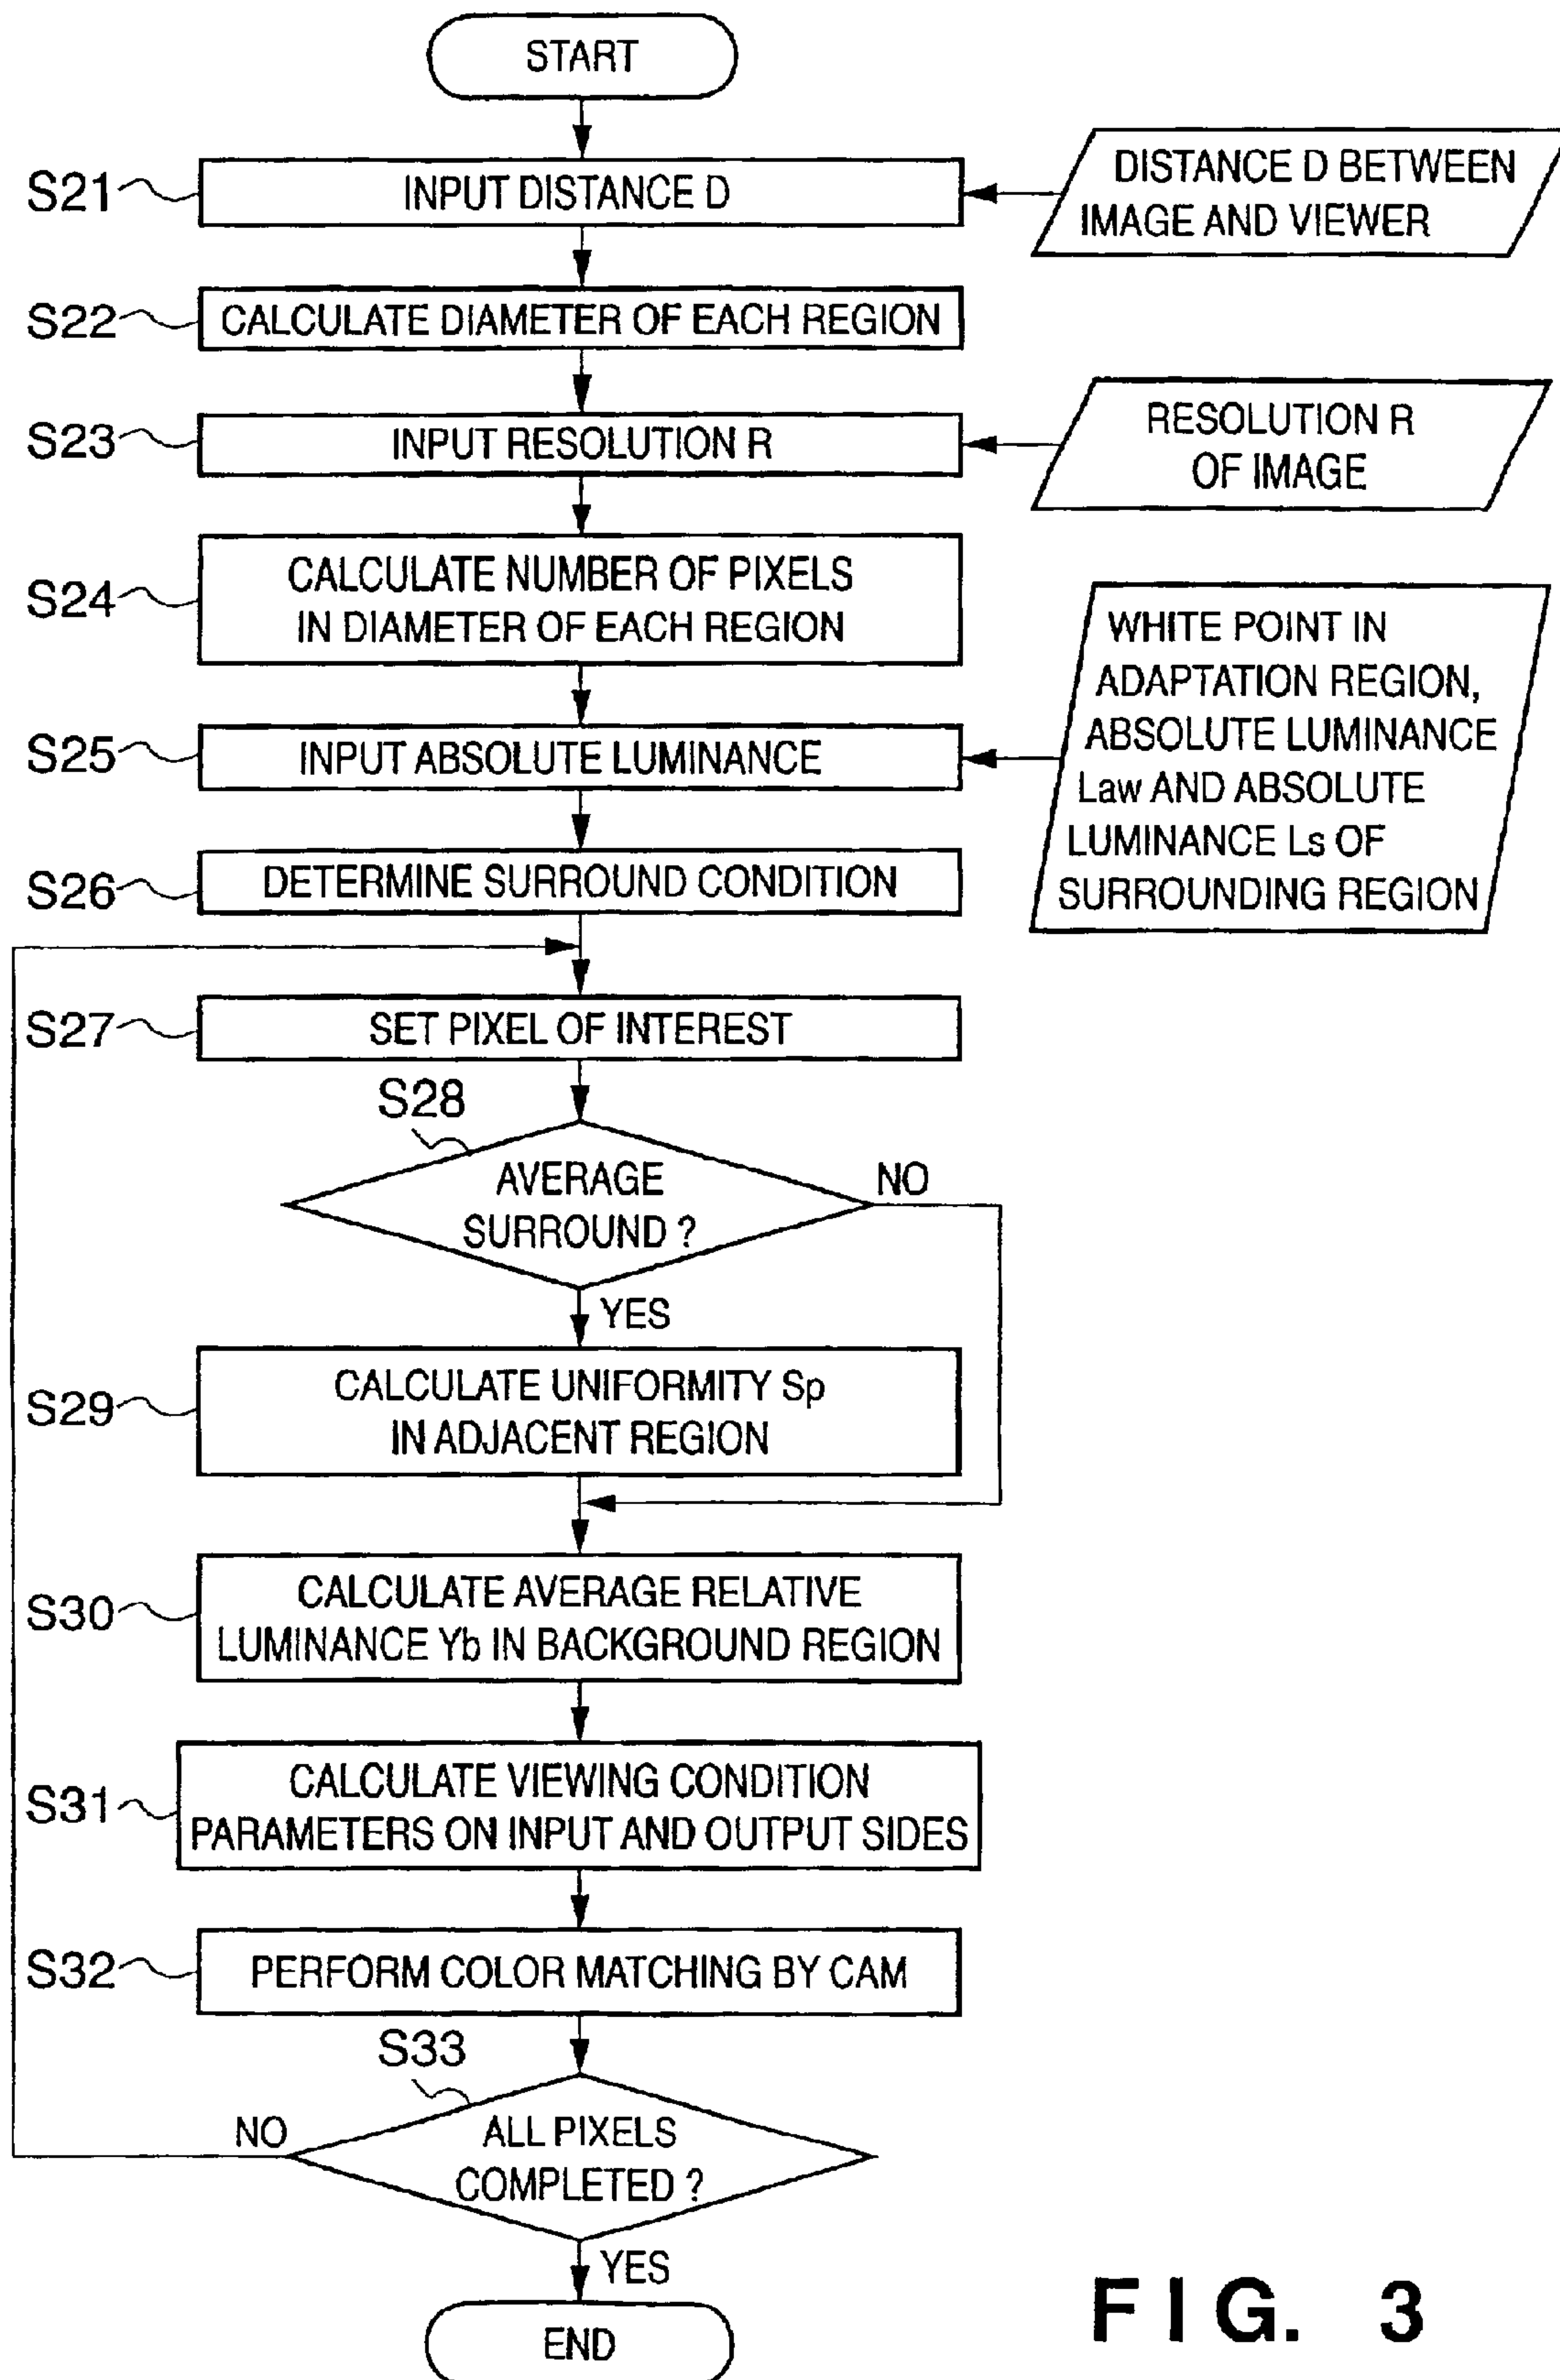 START
S21
INPUT DISTANCE D
DISTANCE D BETWEEN
IMAGE AND VIEWER
S22
CALCULATE DIAMETER OF EACH REGION
S23
INPUT RESOLUTION R
RESOLUTION R
OF IMAGE
S24
CALCULATE NUMBER OF PIXELS
IN DIAMETER OF EACH REGION
S25
INPUT ABSOLUTE LUMINANCE
WHITE POINT IN
ADAPTATION REGION,
ABSOLUTE LUMINANCE
Law AND ABSOLUTE
LUMINANCE Ls OF
SURROUNDING REGION
S26
DETERMINE SURROUND CONDITION
S27
SET PIXEL OF INTEREST
S28
AVERAGE
SURROUND ?
NO
YES
S29
CALCULATE UNIFORMITY Sp
IN ADJACENT REGION
S30
CALCULATE AVERAGE RELATIVE
LUMINANCE Yb IN BACKGROUND REGION
S31
CALCULATE VIEWING CONDITION
PARAMETERS ON INPUT AND OUTPUT SIDES
S32
PERFORM COLOR MATCHING BY CAM
S33
NO
ALL PIXELS
COMPLETED ?
YES
END
FIG. 3